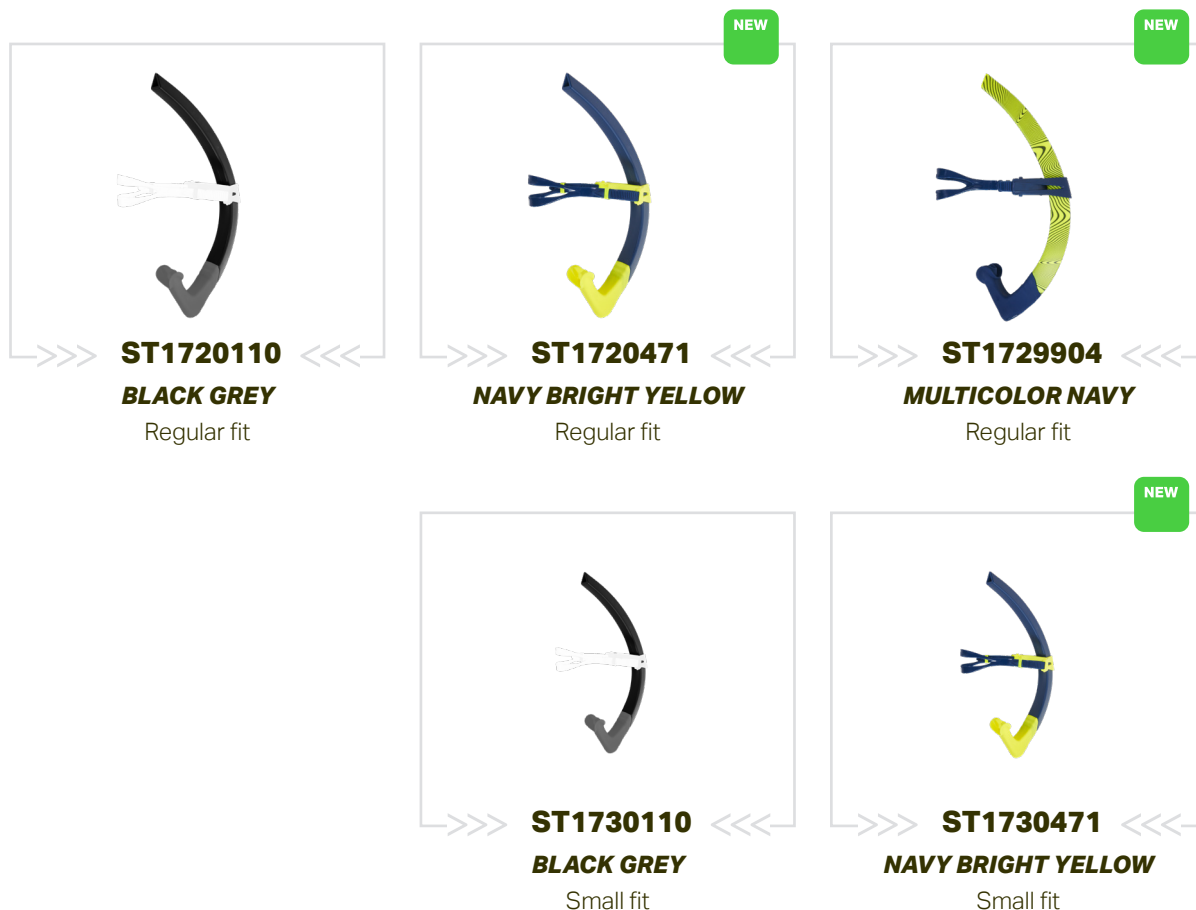 NEW
NEW
ST1720110
ST1720471
ST1729904
BLACK GREY
NAVY BRIGHT YELLOW
MULTICOLOR NAVY
Regular fit
Regular fit
Regular fit
NEW
ST1730110
ST1730471
BLACK GREY
NAVY BRIGHT YELLOW
Small fit
Small fit